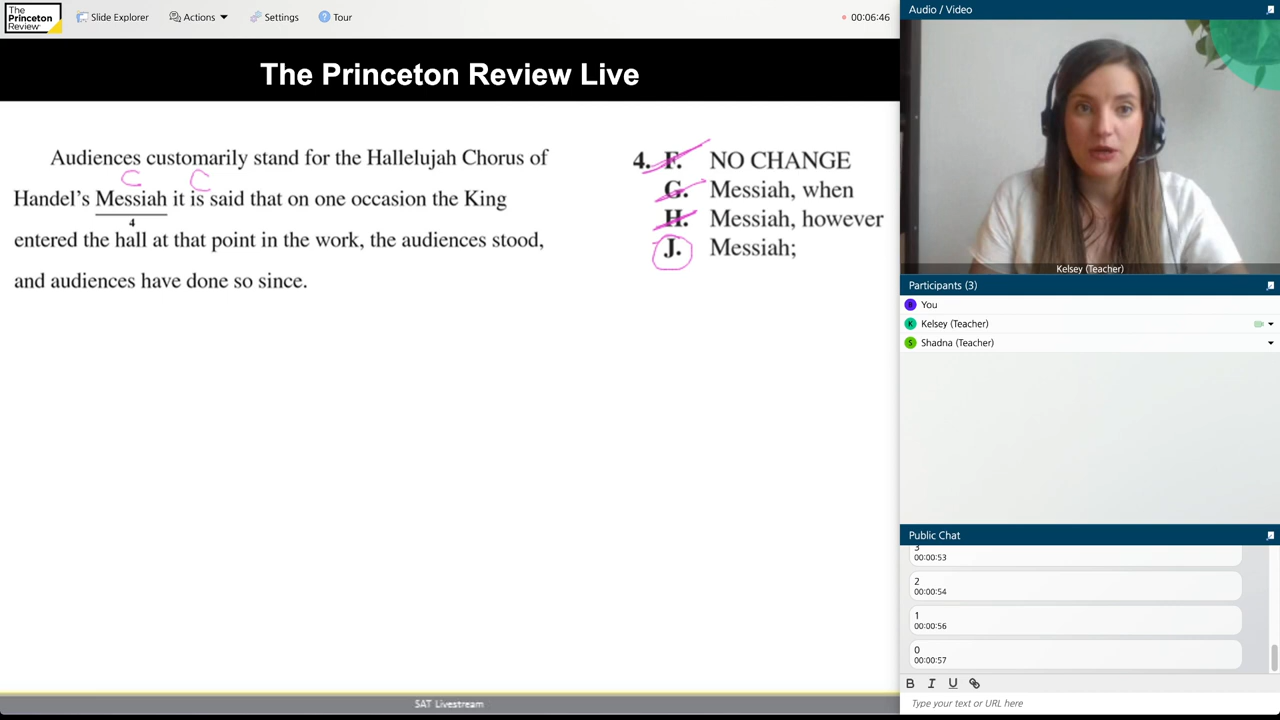 The
Princeton
Review
Slide Explorer
Actions
Settings
Tour
00:06:46
The Princeton Review Live
Audiences customarily stand for the Hallelujah Chorus of
C C
Handel's Messiah it is said that on one occasion the King
4
entered the hall at that point in the work, the audiences stood,
and audiences have done so since.
4. F. NO CHANGE
G. Messiah, when
H. Messiah, however
J. Messiah;
SAT Livestream
Audio / Video
Kelsey (Teacher)
Participants (3)
You
K Kelsey (Teacher)
S Shadna (Teacher)
Public Chat
3
00:00:53
2
00:00:54
1
00:00:56
0
00:00:57
B I U
Type your text or URL here